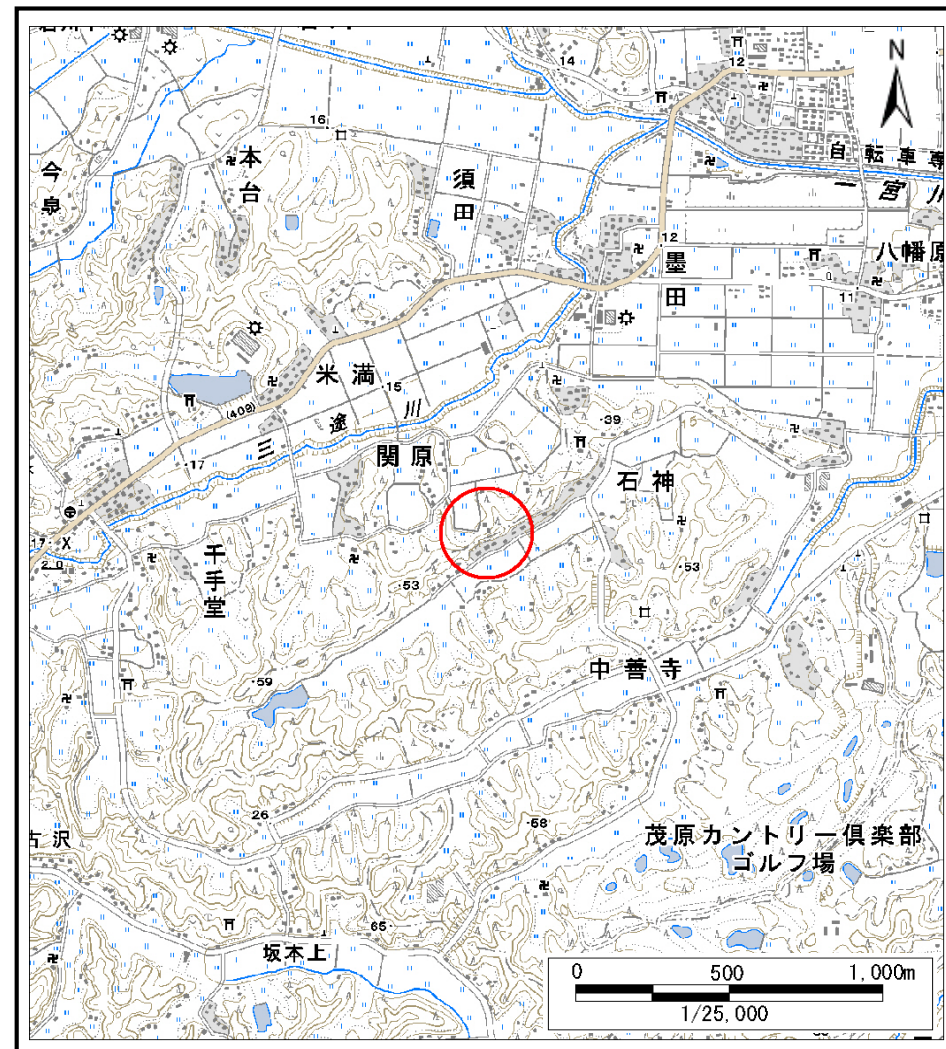 14
12
N
16
本台
今泉
須田
自転車専
一宮川
墨田
12
八幡原
11
米満
15
(409)
三途川
39
17
関原
石神
千手堂
17
20
53
53
中善寺
59
26
58
古沢
茂原カントリー倶楽部
ゴルフ場
65
坂本上
0 500 1,000m
1/25,000